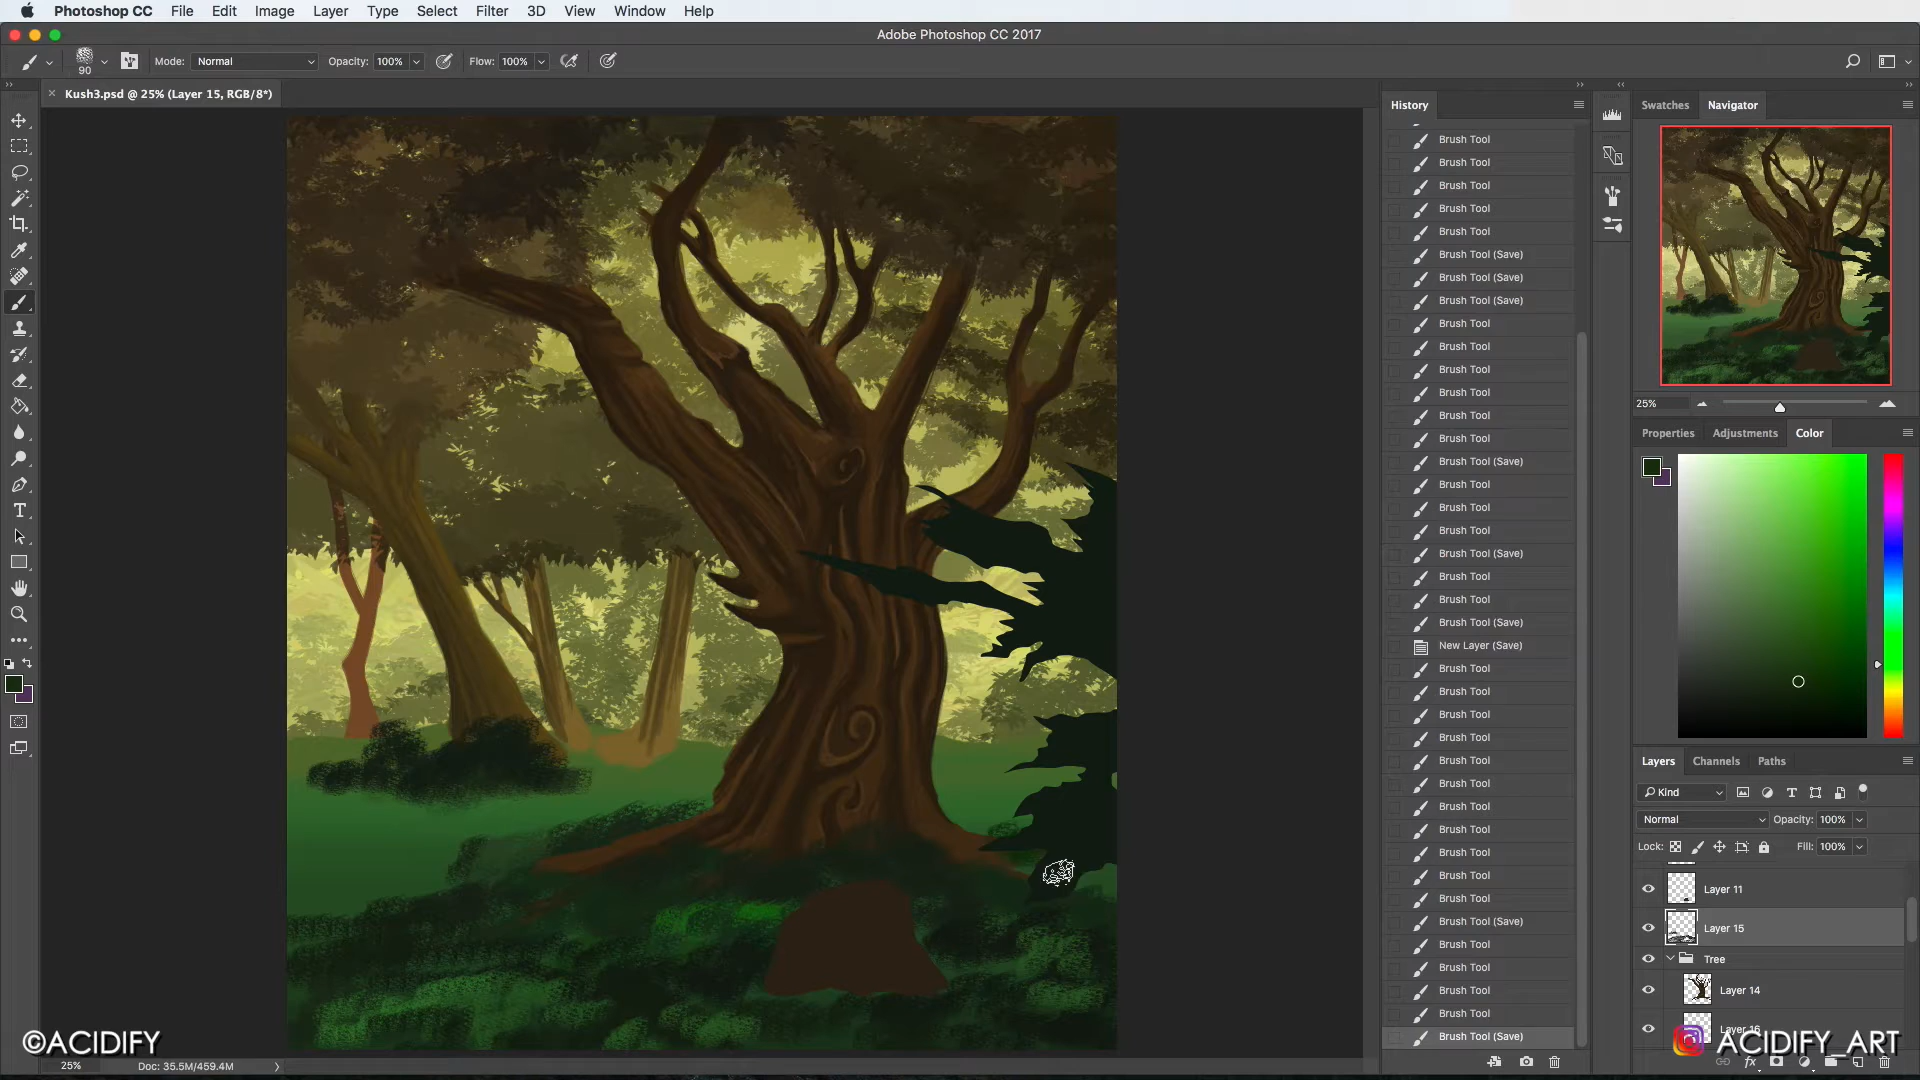 Photoshop CC File Edit Image Layer Type Select Filter 3D View Window Help
Adobe Photoshop CC 2017
90 Mode: Normal Opacity: 100% Flow: 100%
Kush3.psd @ 25% (Layer 15, RGB/8*)
History
Brush Tool
Brush Tool
Brush Tool
Brush Tool
Brush Tool
Brush Tool (Save)
Brush Tool (Save)
Brush Tool (Save)
Brush Tool
Brush Tool
Brush Tool
Brush Tool
Brush Tool
Brush Tool
Brush Tool (Save)
Brush Tool
Brush Tool
Brush Tool
Brush Tool (Save)
Brush Tool
Brush Tool
Brush Tool (Save)
New Layer (Save)
Brush Tool
Brush Tool
Brush Tool
Brush Tool
Brush Tool
Brush Tool
Brush Tool
Brush Tool
Brush Tool
Brush Tool
Brush Tool
Brush Tool (Save)
Brush Tool
Brush Tool
Brush Tool
Brush Tool
Brush Tool (Save)
Swatches Navigator
25%
Properties Adjustments Color
Layers Channels Paths
Kind
Normal Opacity: 100%
Lock: Fill: 100%
Layer 11
Layer 15
Tree
Layer 14
Layer 16
©ACIDIFY
ACIDIFY_ART
25% Doc: 35.5M/459.4M